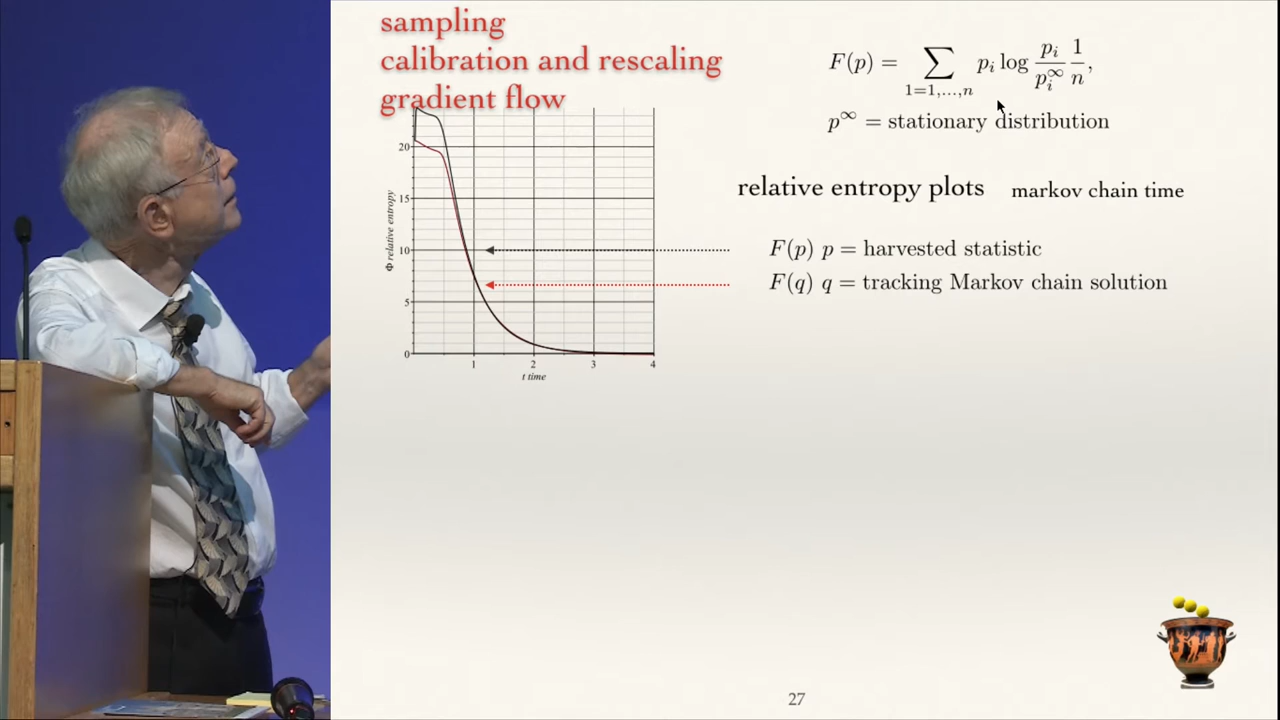 sampling
calibration and rescaling
gradient flow
F(p) = ∑ p_i log p_i/p_i^∞ 1/n,
1=1,...,n
p^∞ = stationary distribution
relative entropy plots markov chain time
F(p) p = harvested statistic
F(q) q = tracking Markov chain solution
20
15
10
5
0
Φ relative entropy
1 2 3 4
t time
27